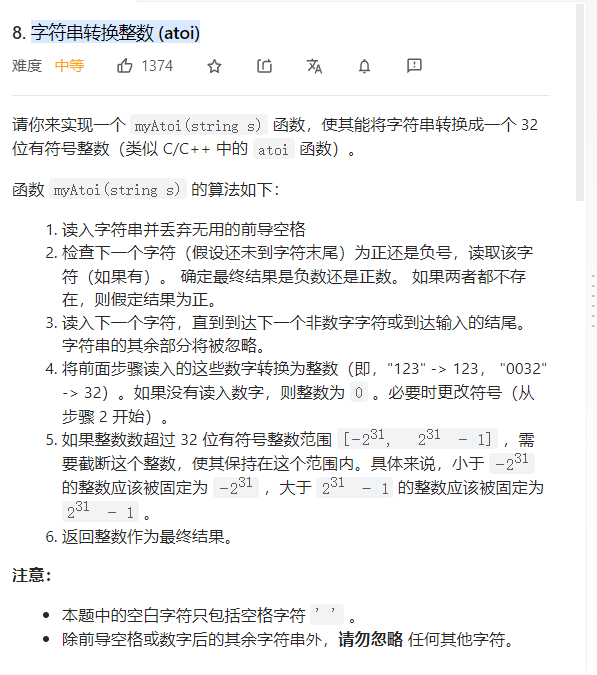 8. 字符串转换整数 (atoi)
难度 中等 1374
请你来实现一个 myAtoi(string s) 函数，使其能将字符串转换成一个 32
位有符号整数（类似 C/C++ 中的 atoi 函数）。
函数 myAtoi(string s) 的算法如下：
1. 读入字符串并丢弃无用的前导空格
2. 检查下一个字符（假设还未到字符末尾）为正还是负号，读取该字
符（如果有）。 确定最终结果是负数还是正数。 如果两者都不存
在，则假定结果为正。
3. 读入下一个字符，直到到达下一个非数字字符或到达输入的结尾。
字符串的其余部分将被忽略。
4. 将前面步骤读入的这些数字转换为整数（即，"123" -> 123， "0032"
-> 32）。如果没有读入数字，则整数为 0 。必要时更改符号（从
步骤 2 开始）。
5. 如果整数数超过 32 位有符号整数范围 [−2³¹,  2³¹ − 1] ，需
要截断这个整数，使其保持在这个范围内。具体来说，小于 −2³¹
的整数应该被固定为 −2³¹ ，大于 2³¹ − 1 的整数应该被固定为
2³¹ − 1 。
6. 返回整数作为最终结果。
注意：
• 本题中的空白字符只包括空格字符 ' ' 。
• 除前导空格或数字后的其余字符串外，请勿忽略 任何其他字符。